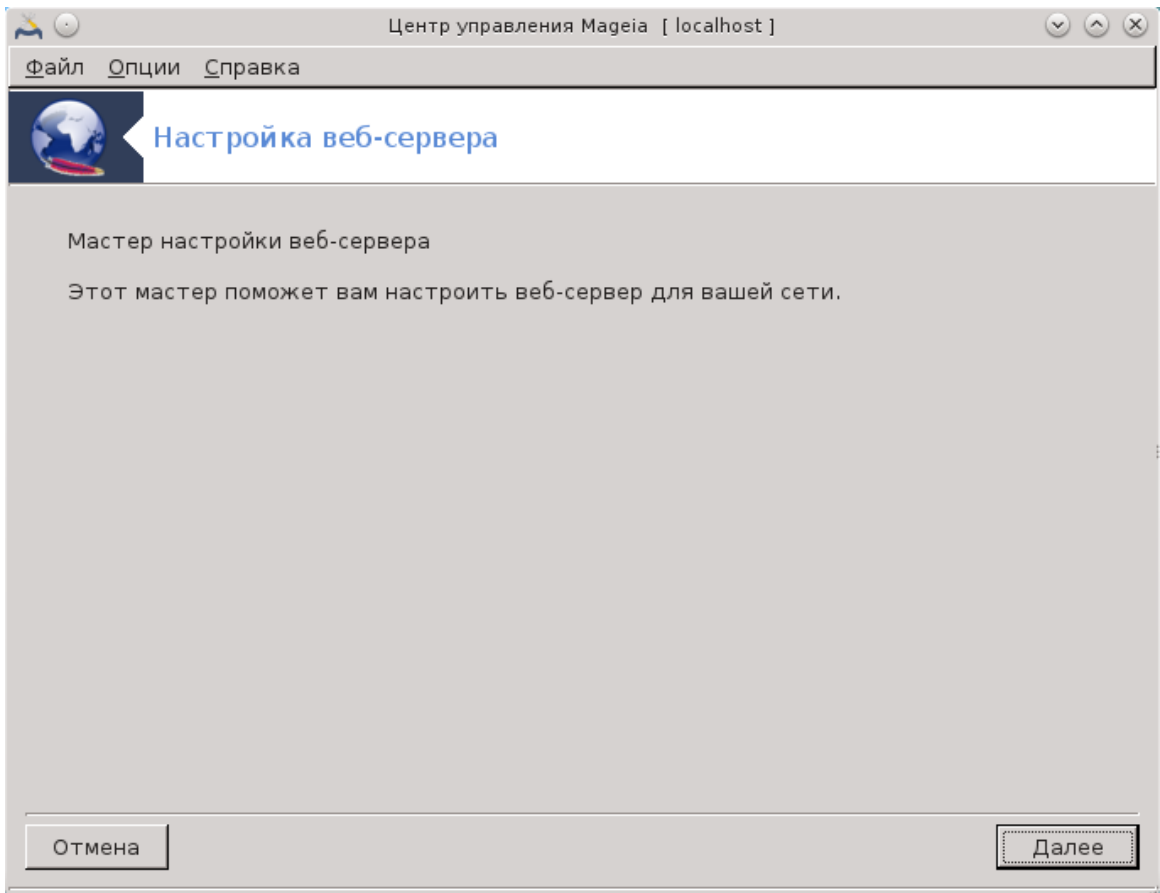 Центр управления Mageia [ localhost ]
Файл Опции Справка
Настройка веб-сервера
Мастер настройки веб-сервера
Этот мастер поможет вам настроить веб-сервер для вашей сети.
Отмена Далее